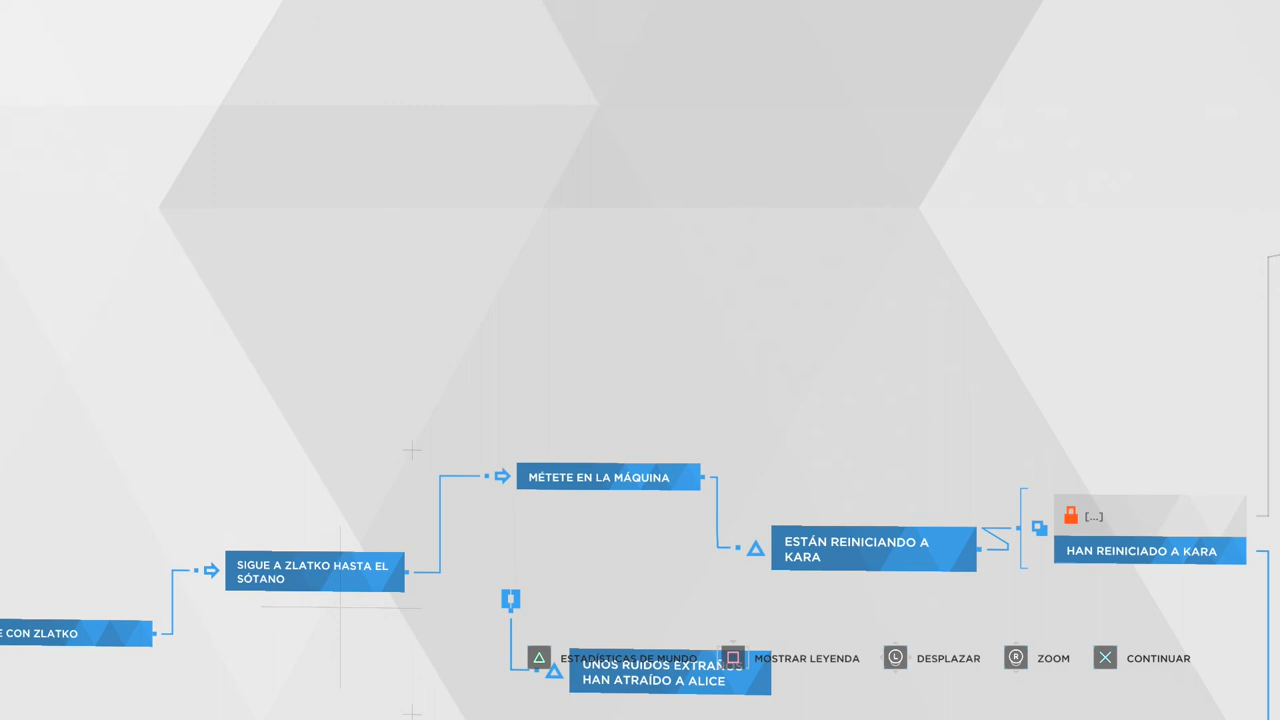 MÉTETE EN LA MÁQUINA
[...]
ESTÁN REINICIANDO A
KARA
HAN REINICIADO A KARA
SIGUE A ZLATKO HASTA EL
SÓTANO
E CON ZLATKO
UNOS RUIDOS EXTRAÑOS
HAN ATRAÍDO A ALICE
ESTADÍSTICAS DE MUNDO
MOSTRAR LEYENDA
L
DESPLAZAR
R
ZOOM
CONTINUAR